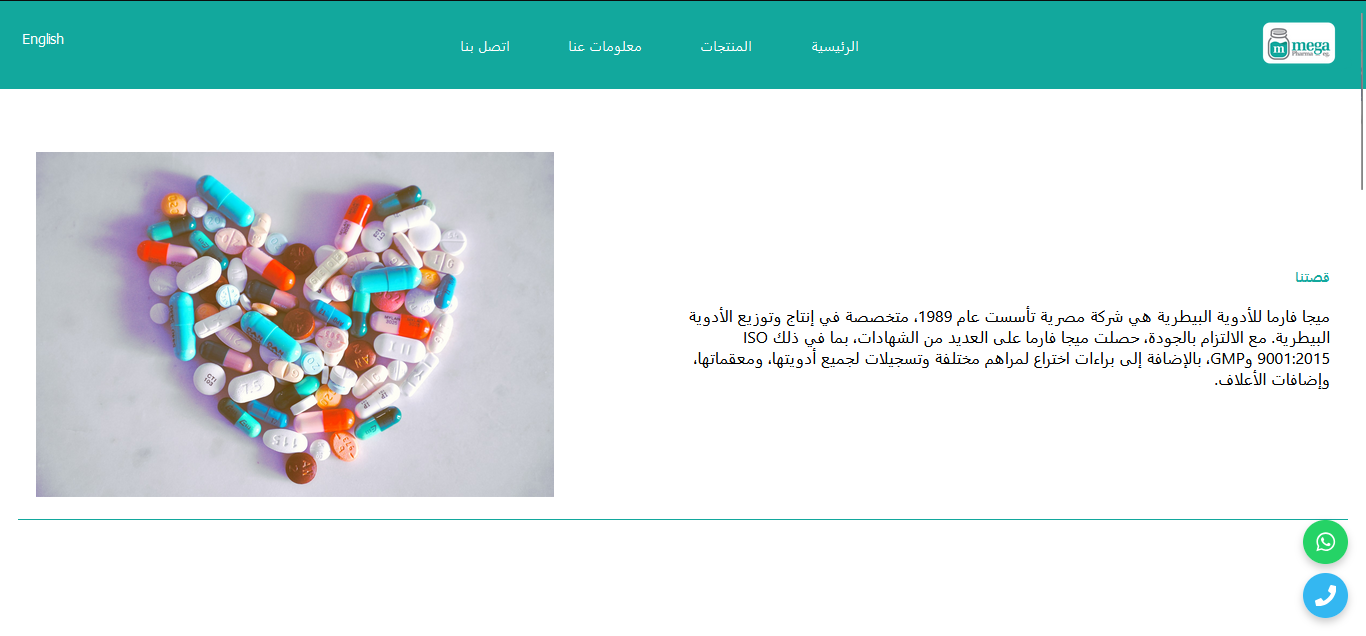 mega
Pharma eg.
الرئيسية
المنتجات
معلومات عنا
اتصل بنا
English
قصتنا
ميجا فارما للأدوية البيطرية هي شركة مصرية تأسست عام 1989، متخصصة في إنتاج وتوزيع الأدوية
البيطرية. مع الالتزام بالجودة، حصلت ميجا فارما على العديد من الشهادات، بما في ذلك ISO
9001:2015 وGMP، بالإضافة إلى براءات اختراع لمراهم مختلفة وتسجيلات لجميع أدويتها، ومعقماتها،
وإضافات الأعلاف.